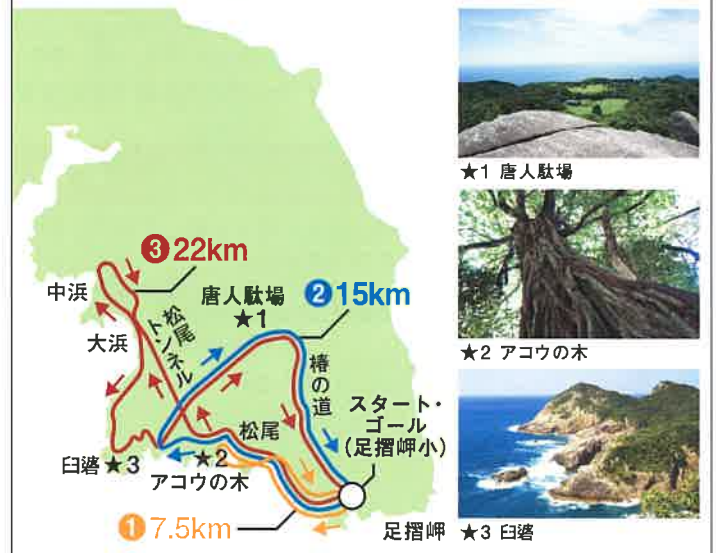 ❸22km
中浜
唐人駄場
★1
❷15km
大浜
松尾
トンネル
椿の道
スタート・
ゴール
(足摺岬小)
松尾
臼碆★3
★2
アコウの木
❶7.5km
足摺岬
★1 唐人駄場
★2 アコウの木
★3 臼碆